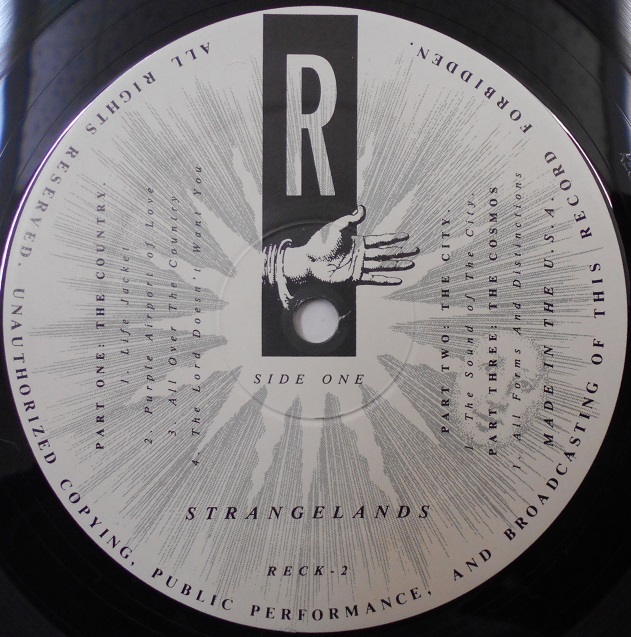 R
SIDE ONE
PART ONE: THE COUNTRY.
1. Life Jacket
2. Purple Airport of Love
3. All Over The Country
4. The Lord Doesn't Want You
PART TWO: THE CITY.
1. The Sound of The City.
PART THREE: THE COSMOS
1. All Forms And Distinctions
MADE IN THE U.S.A.
STRANGELANDS
RECK-2
ALL RIGHTS RESERVED. UNAUTHORIZED COPYING, PUBLIC PERFORMANCE, AND BROADCASTING OF THIS RECORD FORBIDDEN.